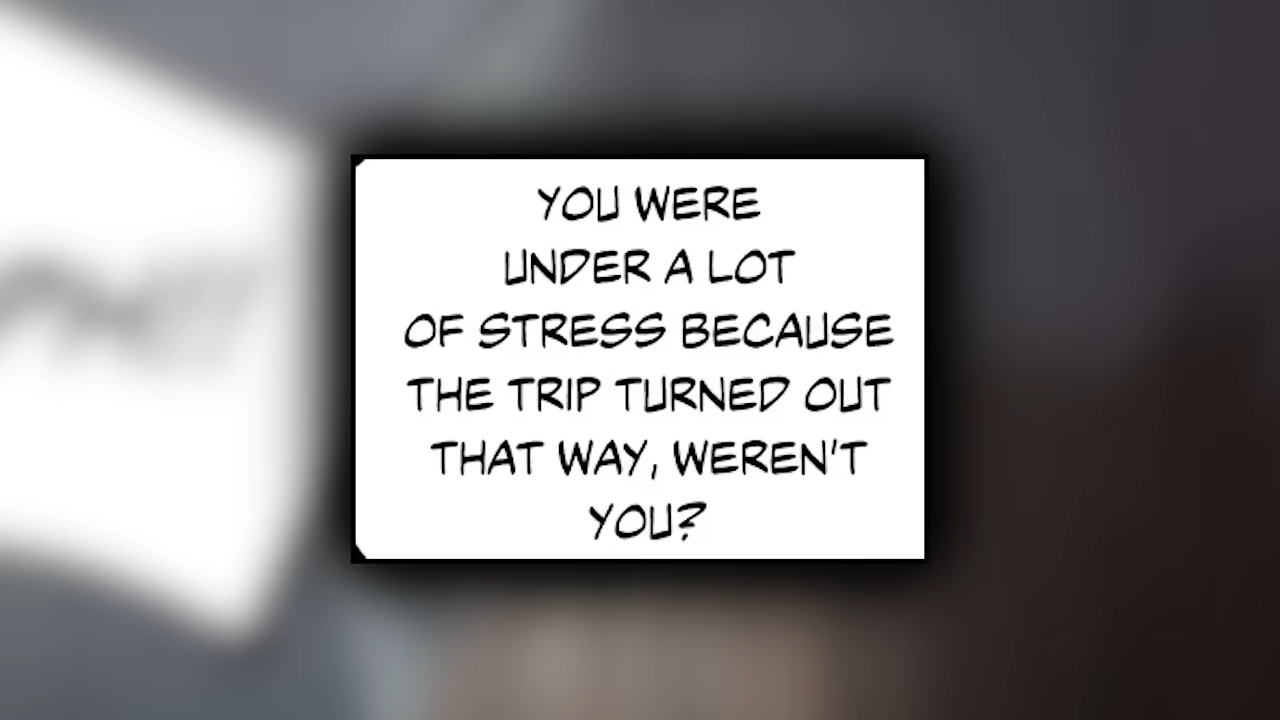 YOU WERE
UNDER A LOT
OF STRESS BECAUSE
THE TRIP TURNED OUT
THAT WAY, WEREN'T
YOU?